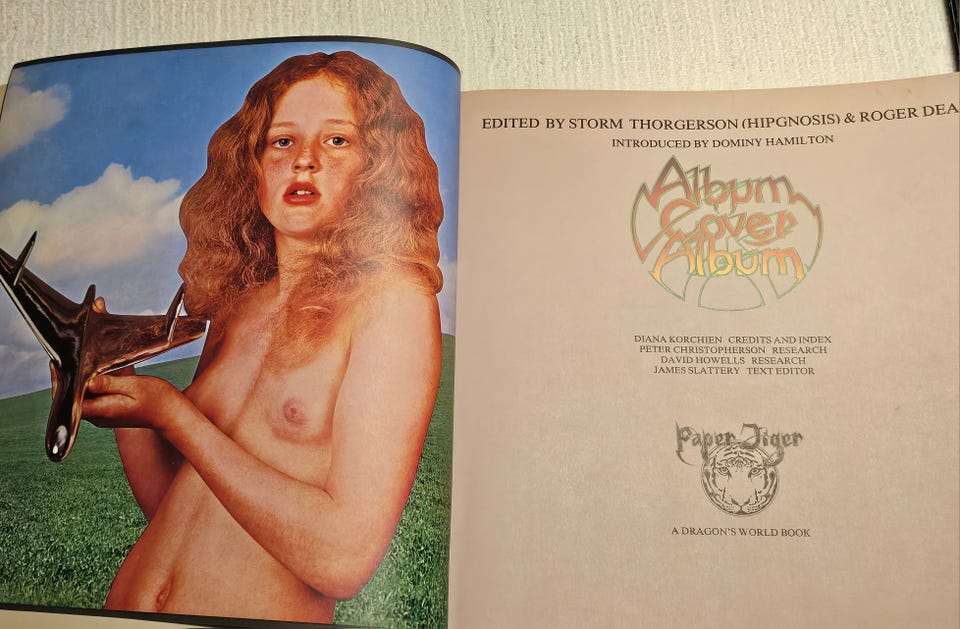 EDITED BY STORM THORGERSON (HIPGNOSIS) & ROGER DEA
INTRODUCED BY DOMINY HAMILTON
Album
Cover
Album
DIANA KORCHIEN CREDITS AND INDEX
PETER CHRISTOPHERSON RESEARCH
DAVID HOWELLS RESEARCH
JAMES SLATTERY TEXT EDITOR
Paper Tiger
A DRAGON'S WORLD BOOK